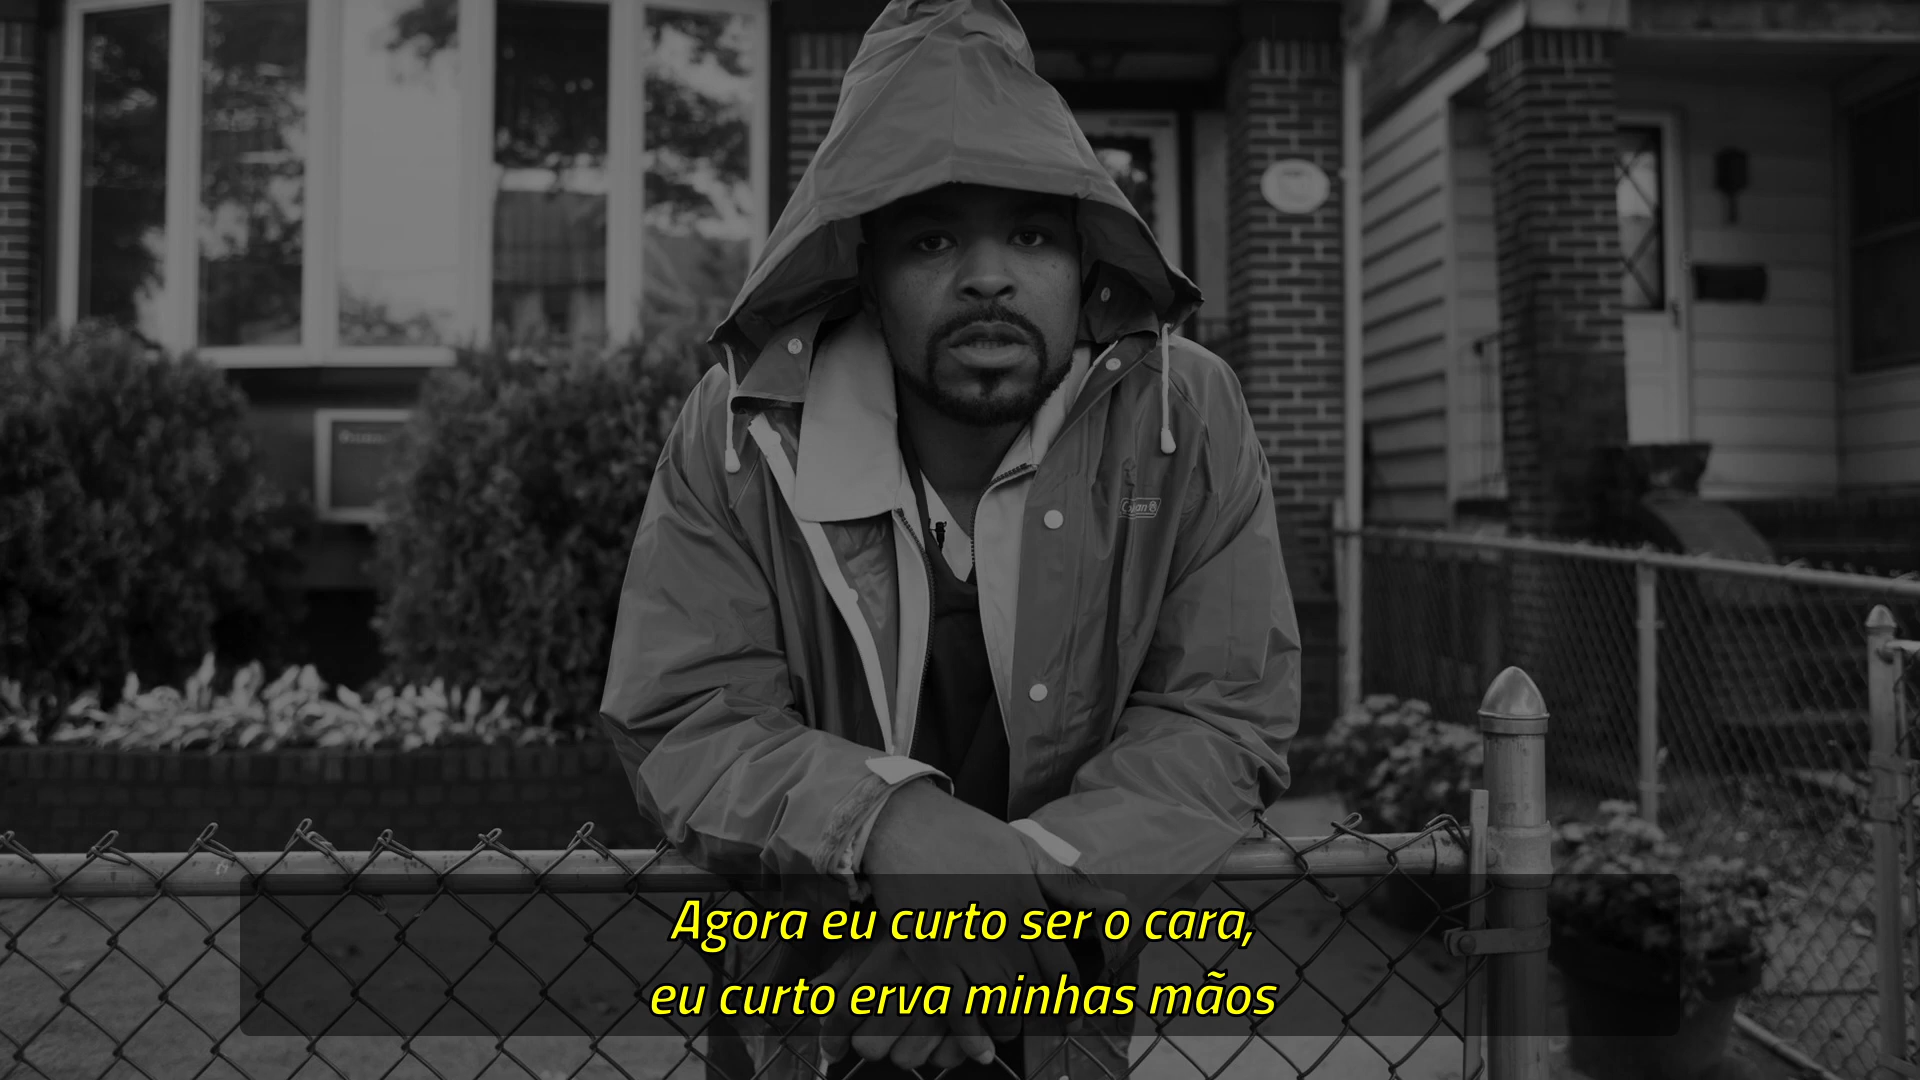 Agora eu curto ser o cara,
eu curto erva minhas mãos